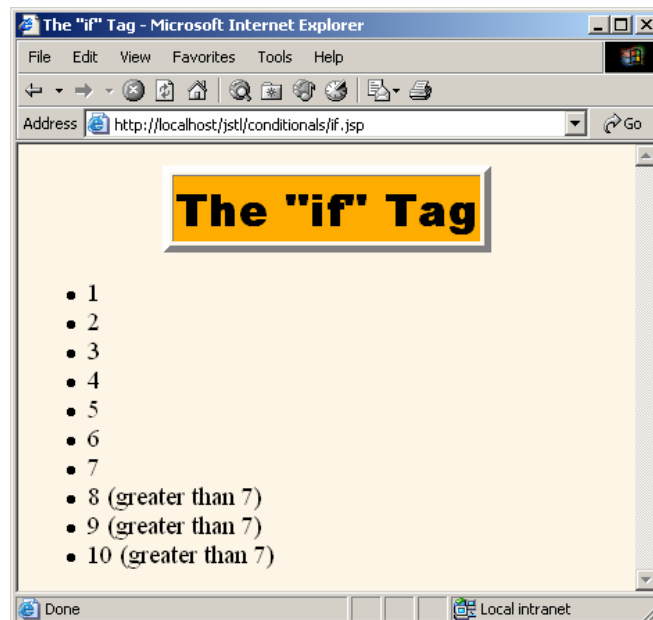 The "if" Tag - Microsoft Internet Explorer
File Edit View Favorites Tools Help
Address http://localhost/jstl/conditionals/if.jsp Go
The "if" Tag
• 1
• 2
• 3
• 4
• 5
• 6
• 7
• 8 (greater than 7)
• 9 (greater than 7)
• 10 (greater than 7)
Done Local intranet